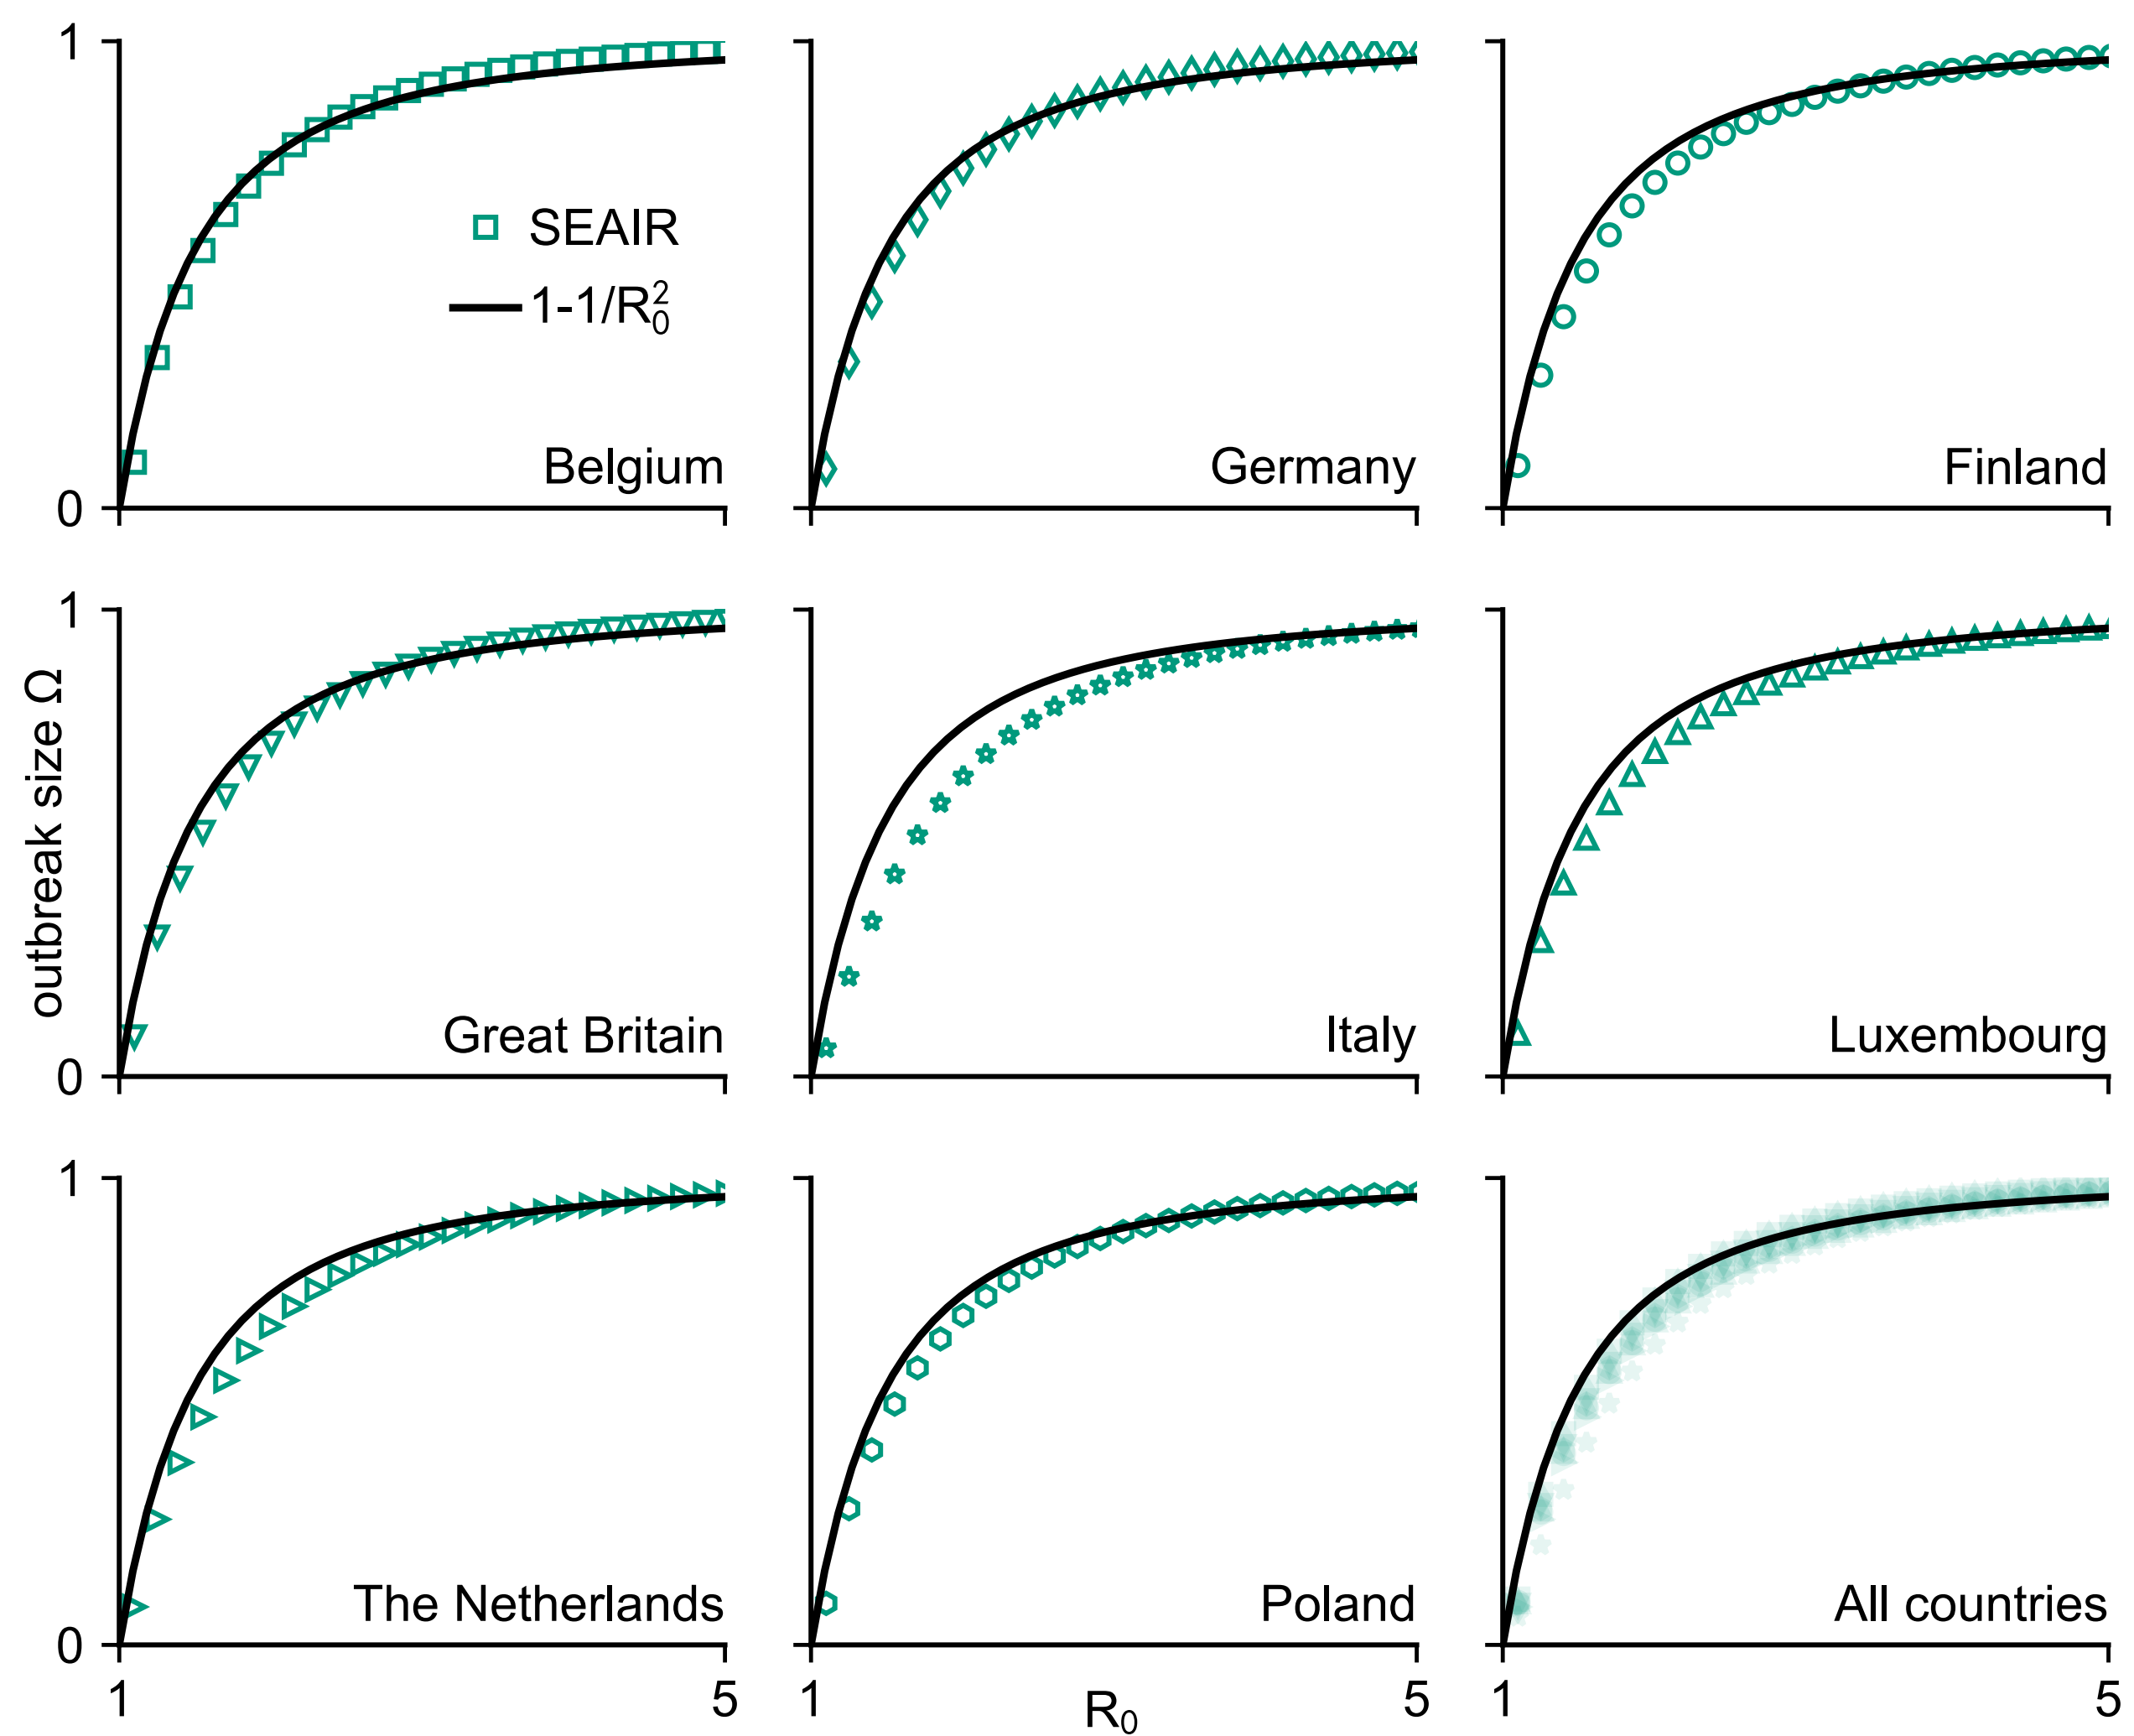 1
SEAIR
1-1/R₀²
Belgium
Germany
Finland
0
1
outbreak size Ω
Great Britain
Italy
Luxembourg
0
1
The Netherlands
Poland
All countries
0
1
5
1
R₀
5
1
5